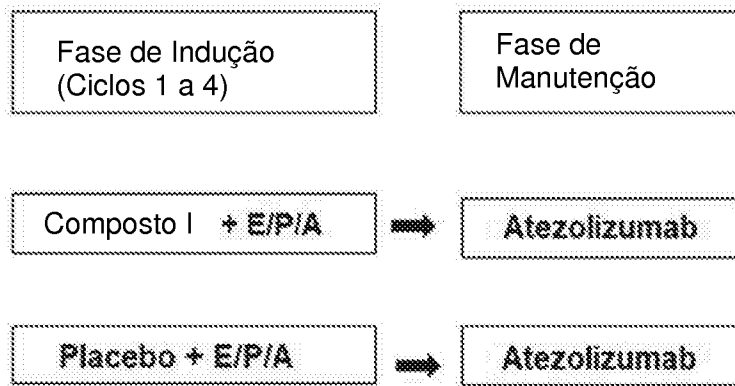 Fase de Indução
(Ciclos 1 a 4)
Fase de
Manutenção
Composto I + E/P/A
Atezolizumab
Placebo + E/P/A
Atezolizumab